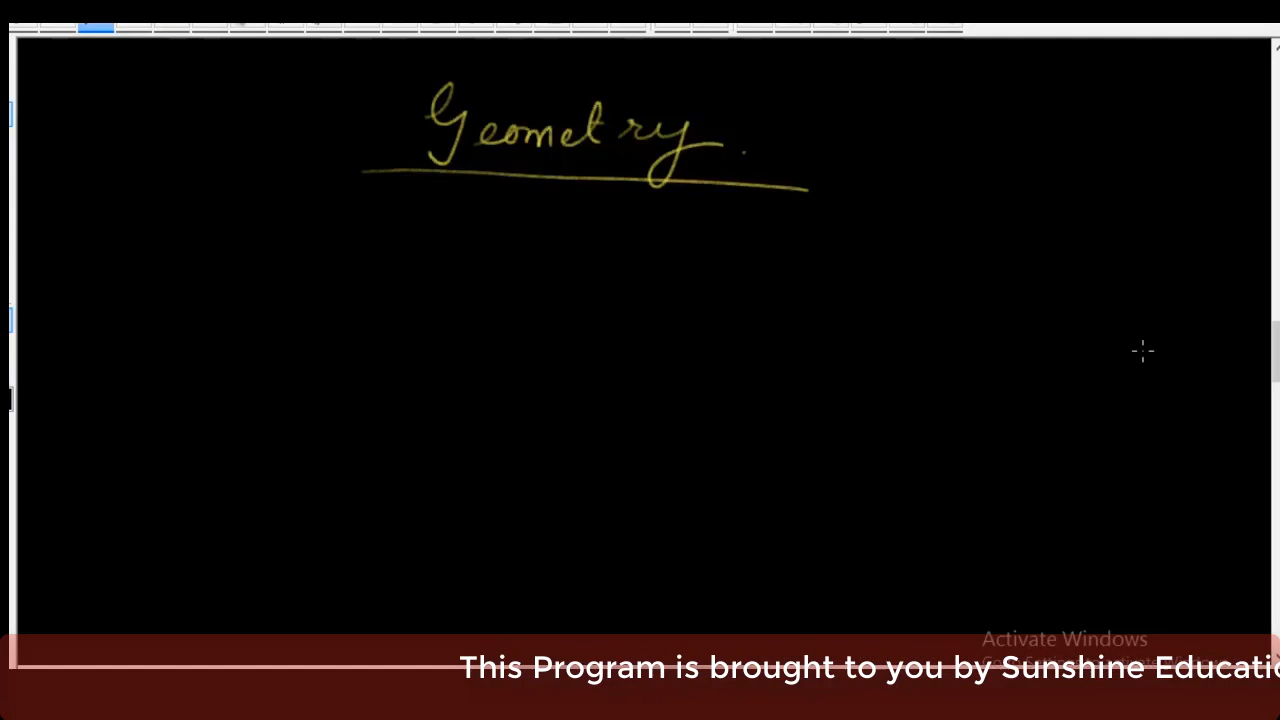 Geometry.
Activate Windows
This Program is brought to you by Sunshine Educatio